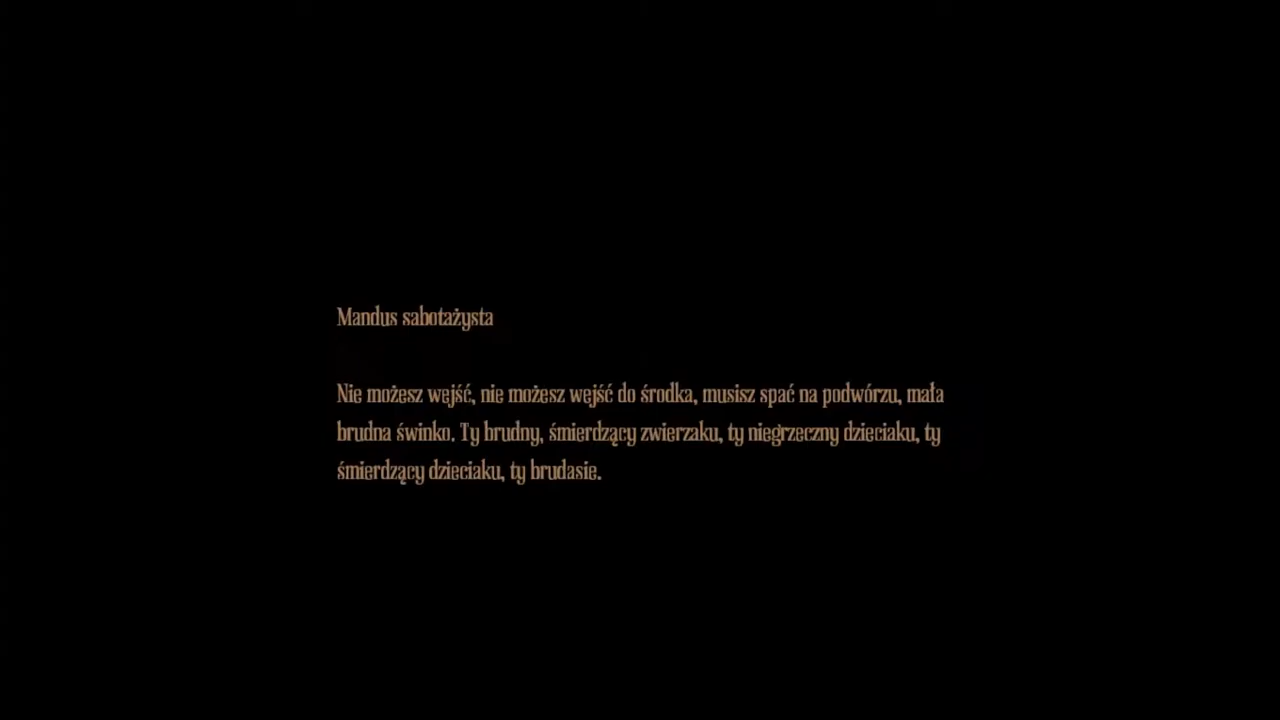 Mandus sabotażysta
Nie możesz wejść, nie możesz wejść do środka, musisz spać na podwórzu, mała
brudna świnko. Ty brudny, śmierdzący zwierzaku, ty niegrzeczny dzieciaku, ty
śmierdzący dzieciaku, ty brudasie.